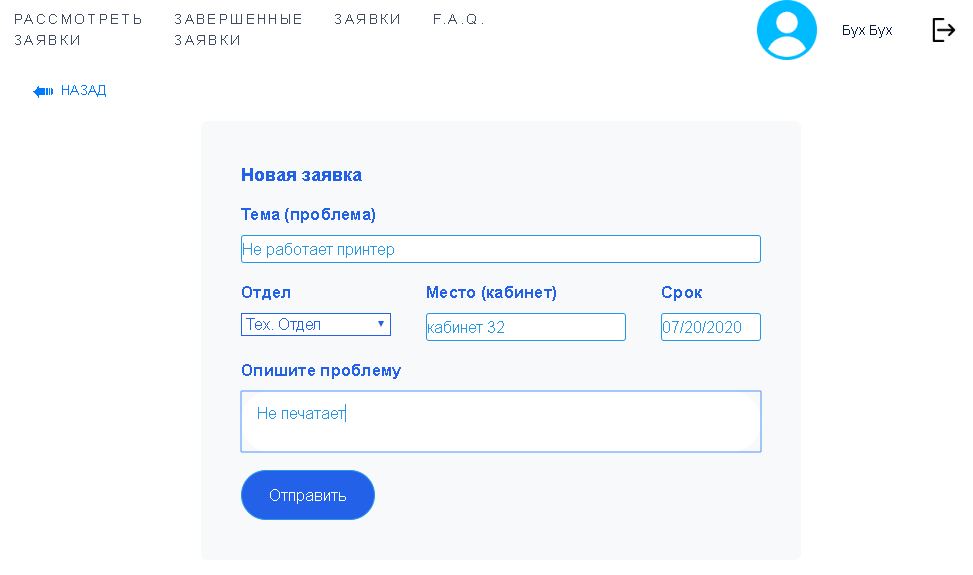 РАССМОТРЕТЬ ЗАВЕРШЕННЫЕ ЗАЯВКИ F.A.Q. Бух Бух
ЗАЯВКИ ЗАЯВКИ
НАЗАД
Новая заявка
Тема (проблема)
Не работает принтер
Отдел Место (кабинет) Срок
Тех. Отдел кабинет 32 07/20/2020
Опишите проблему
Не печатает
Отправить